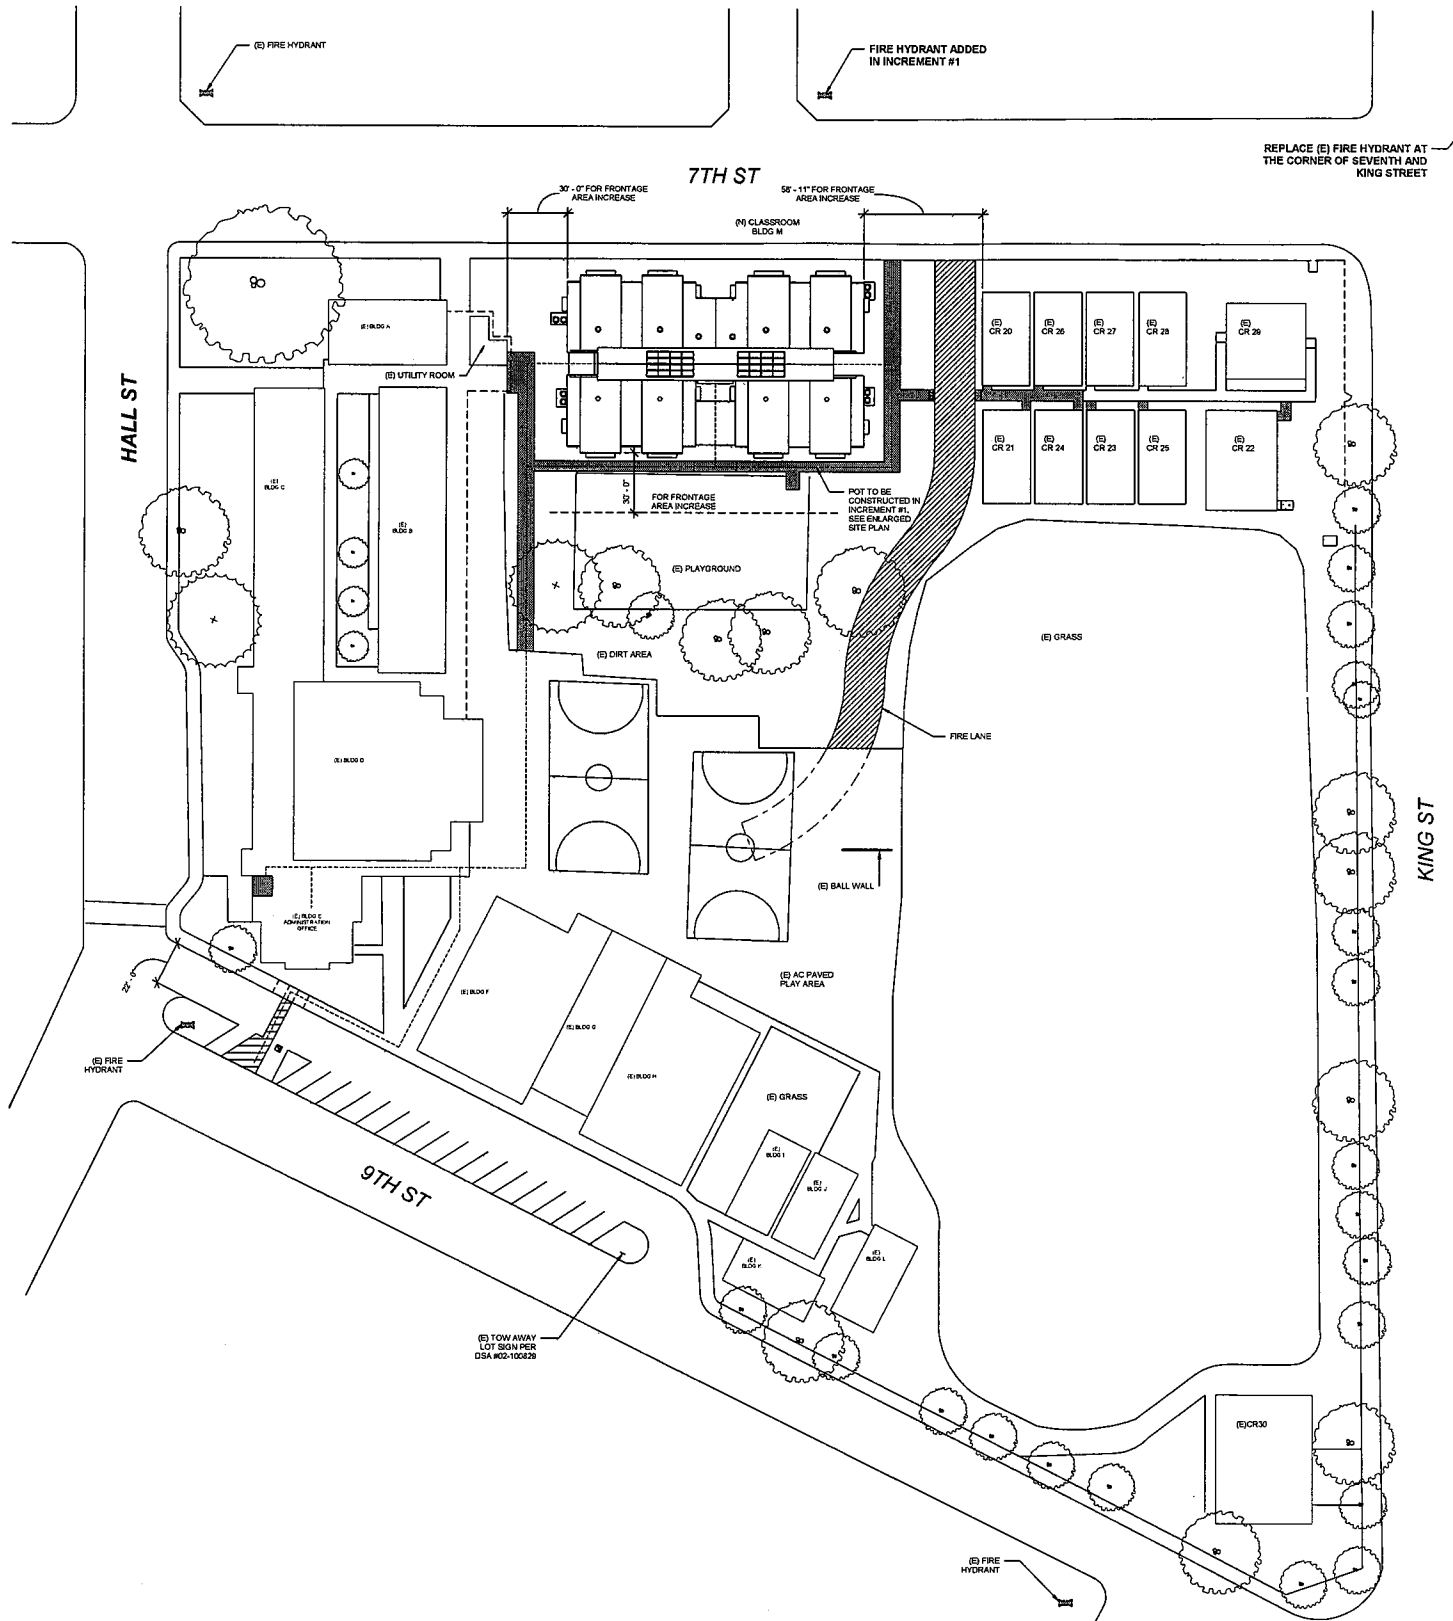 (E) FIRE HYDRANT
FIRE HYDRANT ADDED
IN INCREMENT #1
REPLACE (E) FIRE HYDRANT AT
THE CORNER OF SEVENTH AND
KING STREET
7TH ST
30' - 0" FOR FRONTAGE
AREA INCREASE
58' - 11" FOR FRONTAGE
AREA INCREASE
(N) CLASSROOM
BLDG M
(E) BLDG A
(E) UTILITY ROOM
HALL ST
(E)
CR 20
(E)
CR 26
(E)
CR 27
(E)
CR 28
(E)
CR 29
(E)
CR 21
(E)
CR 24
(E)
CR 23
(E)
CR 25
(E)
CR 22
(E)
BLDG C
(E)
BLDG B
30' - 0"
FOR FRONTAGE
AREA INCREASE
POT TO BE
CONSTRUCTED IN
INCREMENT #1,
SEE ENLARGED
SITE PLAN
(E) PLAYGROUND
(E) DIRT AREA
(E) GRASS
FIRE LANE
(E) BLDG D
KING ST
(E) BALL WALL
(E) BLDG E
ADMINISTRATION
OFFICE
22' - 0"
(E) AC PAVED
PLAY AREA
(E) BLDG F
(E) BLDG G
(E) BLDG H
(E) FIRE
HYDRANT
(E) GRASS
(E)
BLDG I
(E)
BLDG J
9TH ST
(E)
BLDG K
(E)
BLDG L
(E) TOW AWAY
LOT SIGN PER
DSA #02-100829
(E)CR30
(E) FIRE
HYDRANT